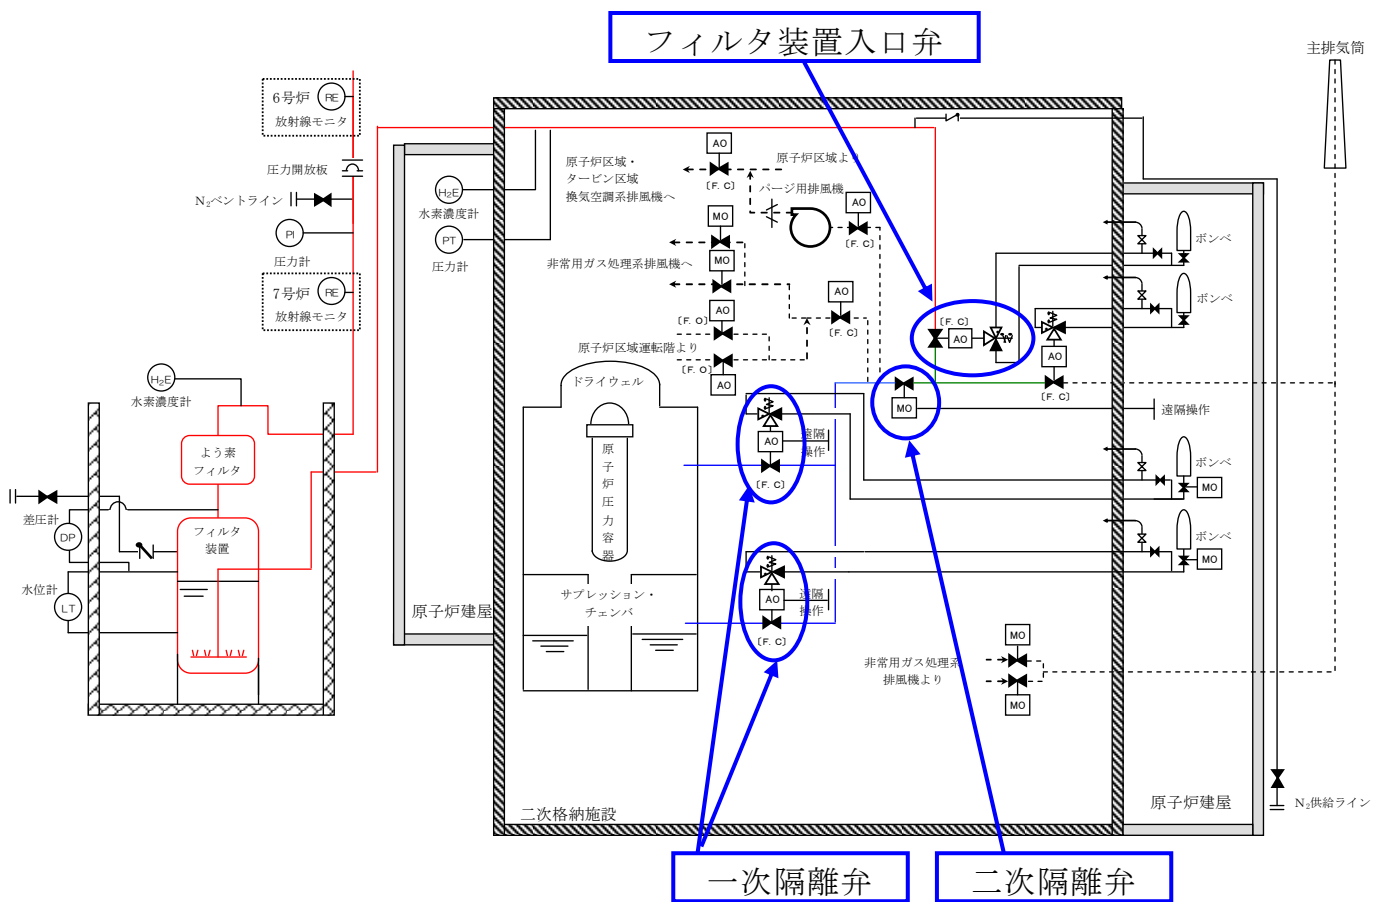 フィルタ装置入口弁
主排気筒
6号炉
RE
放射線モニタ
圧力開放板
N₂ベントライン
PI
圧力計
7号炉
RE
放射線モニタ
H₂E
水素濃度計
よう素
フィルタ
フィルタ
装置
差圧計
DP
水位計
LT
H₂E
水素濃度計
PT
圧力計
原子炉建屋
原子炉区域・
タービン区域
換気空調系排風機へ
AO
(F. C)
原子炉区域より
パージ用排風機
AO
(F. C)
MO
非常用ガス処理系排風機へ
MO
AO
(F. O)
AO
(F. C)
原子炉区域運転階より
(F. O)
AO
ドライウェル
原子炉圧力容器
サプレッション・
チェンバ
(F. C)
AO
AO
(F. C)
MO
遠隔操作
AO
遠隔
操作
(F. C)
AO
遠隔
操作
(F. C)
ボンベ
ボンベ
ボンベ
MO
ボンベ
MO
MO
非常用ガス処理系
排風機より
MO
二次格納施設
原子炉建屋
N₂供給ライン
一次隔離弁
二次隔離弁